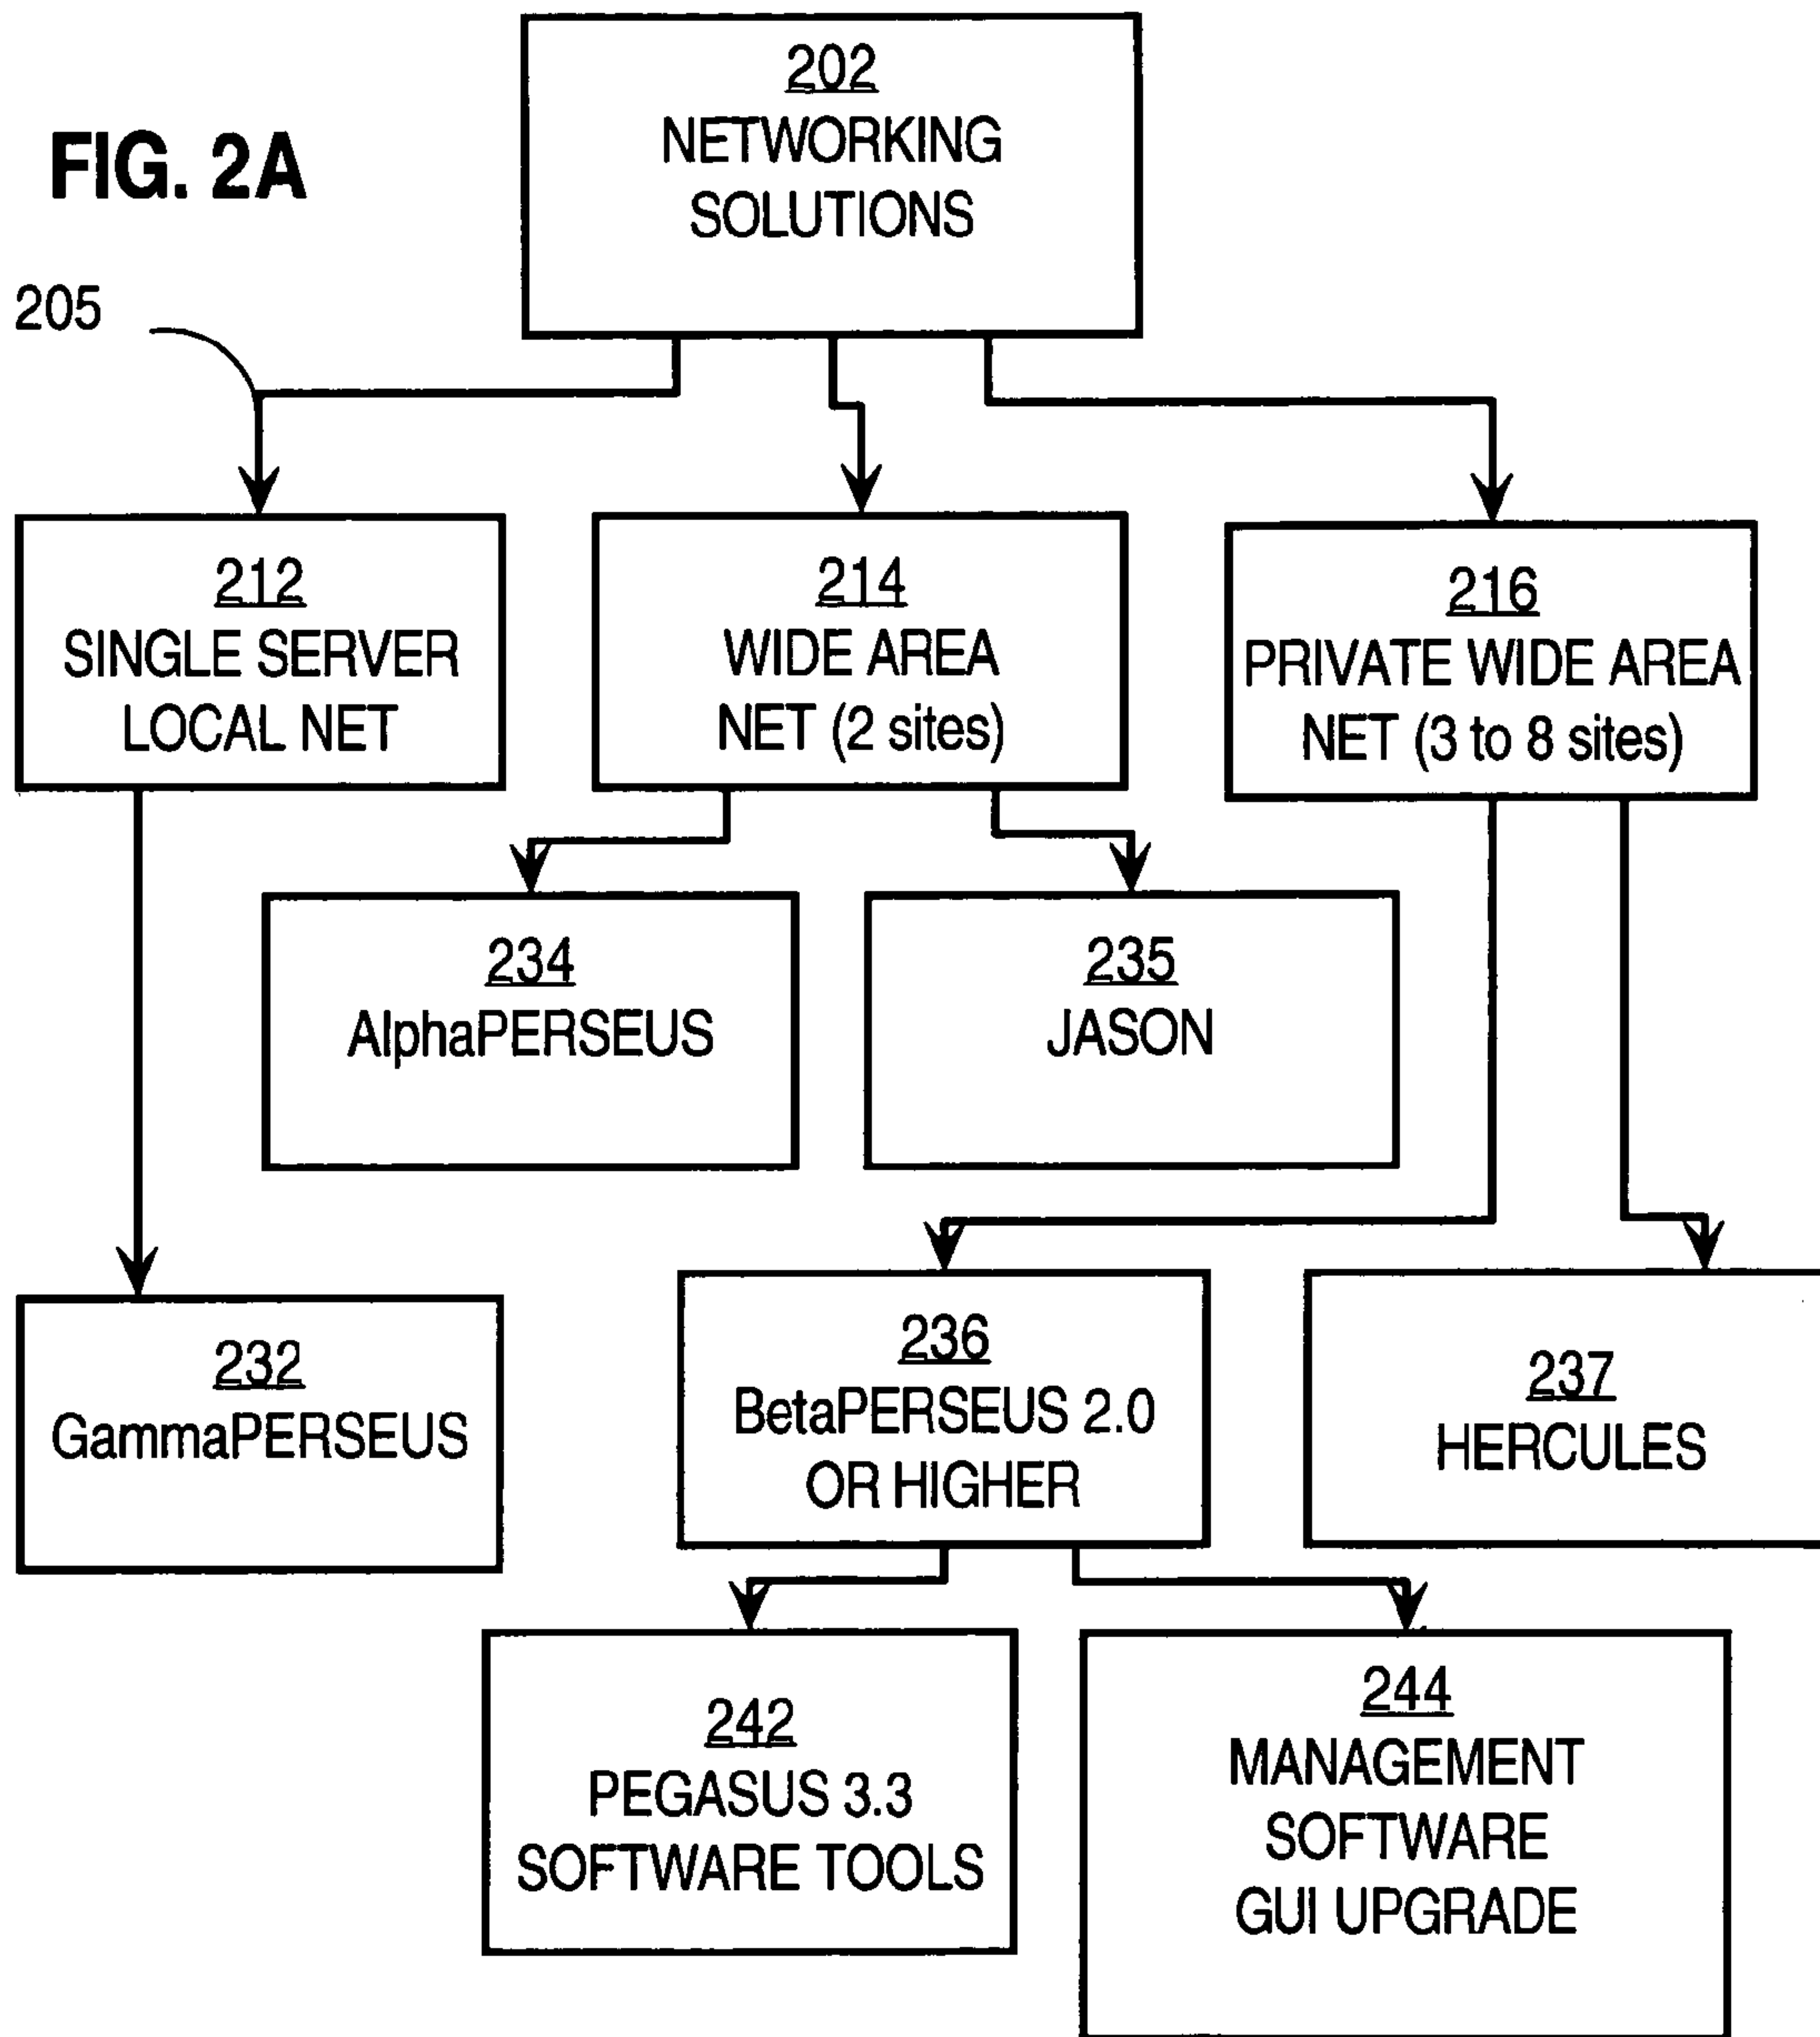 202
NETWORKING
SOLUTIONS
FIG. 2A
205
212
SINGLE SERVER
LOCAL NET
214
WIDE AREA
NET (2 sites)
216
PRIVATE WIDE AREA
NET (3 to 8 sites)
234
AlphaPERSEUS
235
JASON
232
GammaPERSEUS
236
BetaPERSEUS 2.0
OR HIGHER
237
HERCULES
242
PEGASUS 3.3
SOFTWARE TOOLS
244
MANAGEMENT
SOFTWARE
GUI UPGRADE